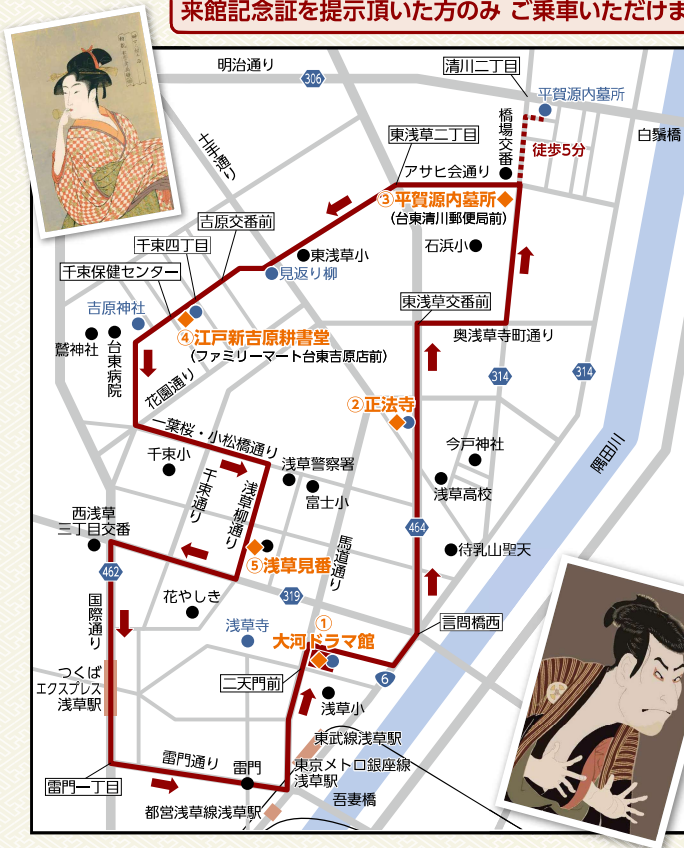 来館記念証を提示頂いた方のみ ご乗車いただけま
明治通り
306
清川二丁目
平賀源内墓所
橋場交番
白鬚橋
徒歩5分
土手通り
東浅草二丁目
アサヒ会通り
③平賀源内墓所
(台東清川郵便局前)
吉原交番前
千束四丁目
東浅草小
石浜小
千束保健センター
見返り柳
吉原神社
東浅草交番前
④江戸新吉原耕書堂
(ファミリーマート台東吉原店前)
奥浅草寺町通り
鷲神社
台東病院
花園通り
314
314
②正法寺
一葉桜・小松橋通り
今戸神社
千束小
浅草警察署
隅田川
千束通り
浅草柳通り
富士小
浅草高校
西浅草
三丁目交番
馬道通り
464
待乳山聖天
462
⑤浅草見番
花やしき
319
国際通り
浅草寺
①
大河ドラマ館
言問橋西
つくば
エクスプレス
浅草駅
二天門前
6
浅草小
東武線浅草駅
雷門通り
雷門
東京メトロ銀座線
浅草駅
雷門一丁目
吾妻橋
都営浅草線浅草駅